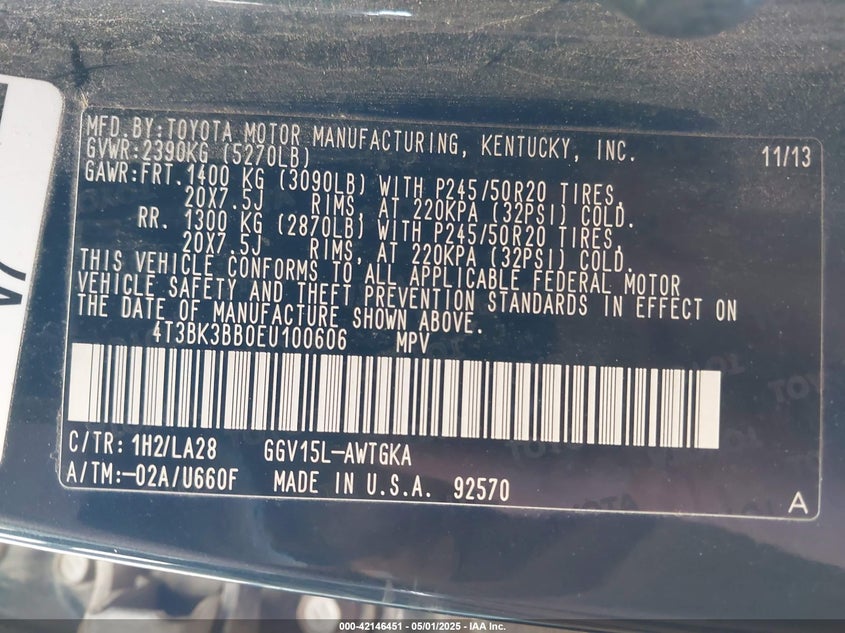 MFD.BY:TOYOTA MOTOR MANUFACTURING, KENTUCKY, INC. 11/13
GVWR:2390KG (5270LB)
GAWR:FRT.1400 KG (3090LB) WITH P245/50R20 TIRES,
20X7.5J RIMS, AT 220KPA (32PSI) COLD.
RR. 1300 KG (2870LB) WITH P245/50R20 TIRES,
20X7.5J RIMS, AT 220KPA (32PSI) COLD.
THIS VEHICLE CONFORMS TO ALL APPLICABLE FEDERAL MOTOR
VEHICLE SAFETY AND THEFT PREVENTION STANDARDS IN EFFECT ON
THE DATE OF MANUFACTURE SHOWN ABOVE.
4T3BK3BB0EU100606 MPV
C/TR: 1H2/LA28 GGV15L-AWTGKA
A/TM:-02A/U660F MADE IN U.S.A. 92570
A
000-42146451 - 05/01/2025 - IAA Inc.